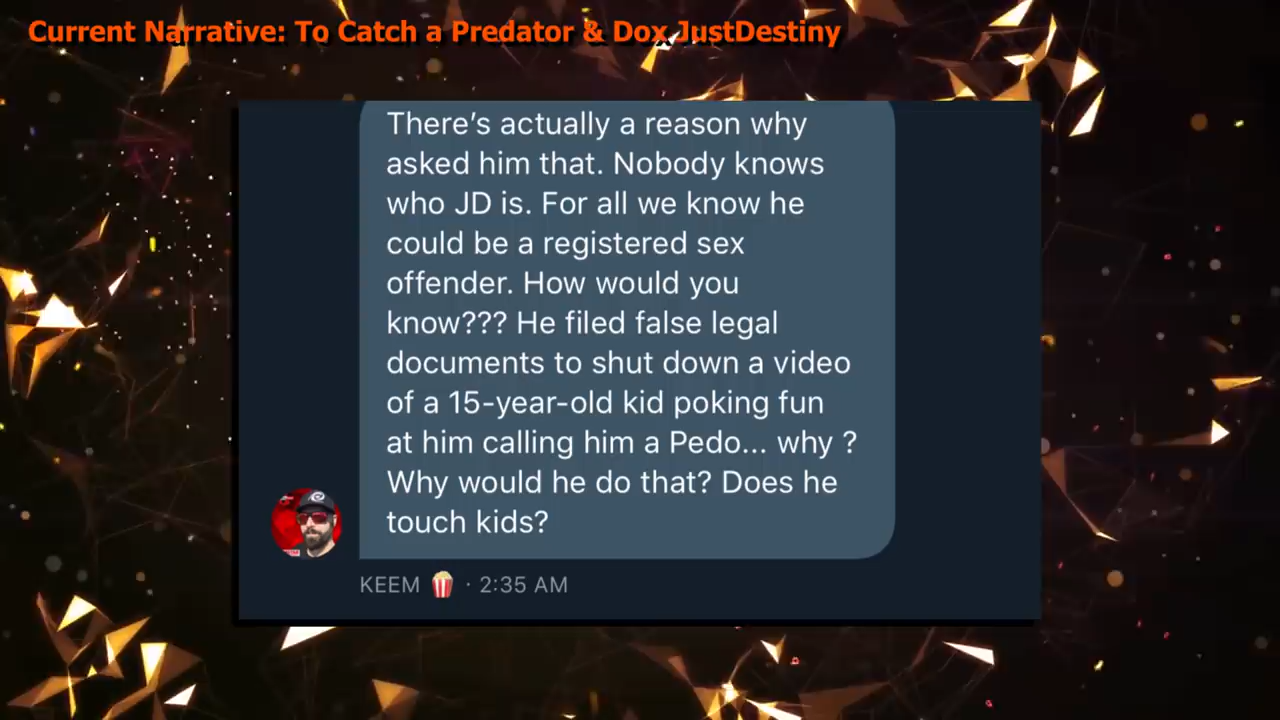 Current Narrative: To Catch a Predator & Dox JustDestiny
There’s actually a reason why
asked him that. Nobody knows
who JD is. For all we know he
could be a registered sex
offender. How would you
know??? He filed false legal
documents to shut down a video
of a 15-year-old kid poking fun
at him calling him a Pedo... why ?
Why would he do that? Does he
touch kids?
KEEM 🍿 · 2:35 AM